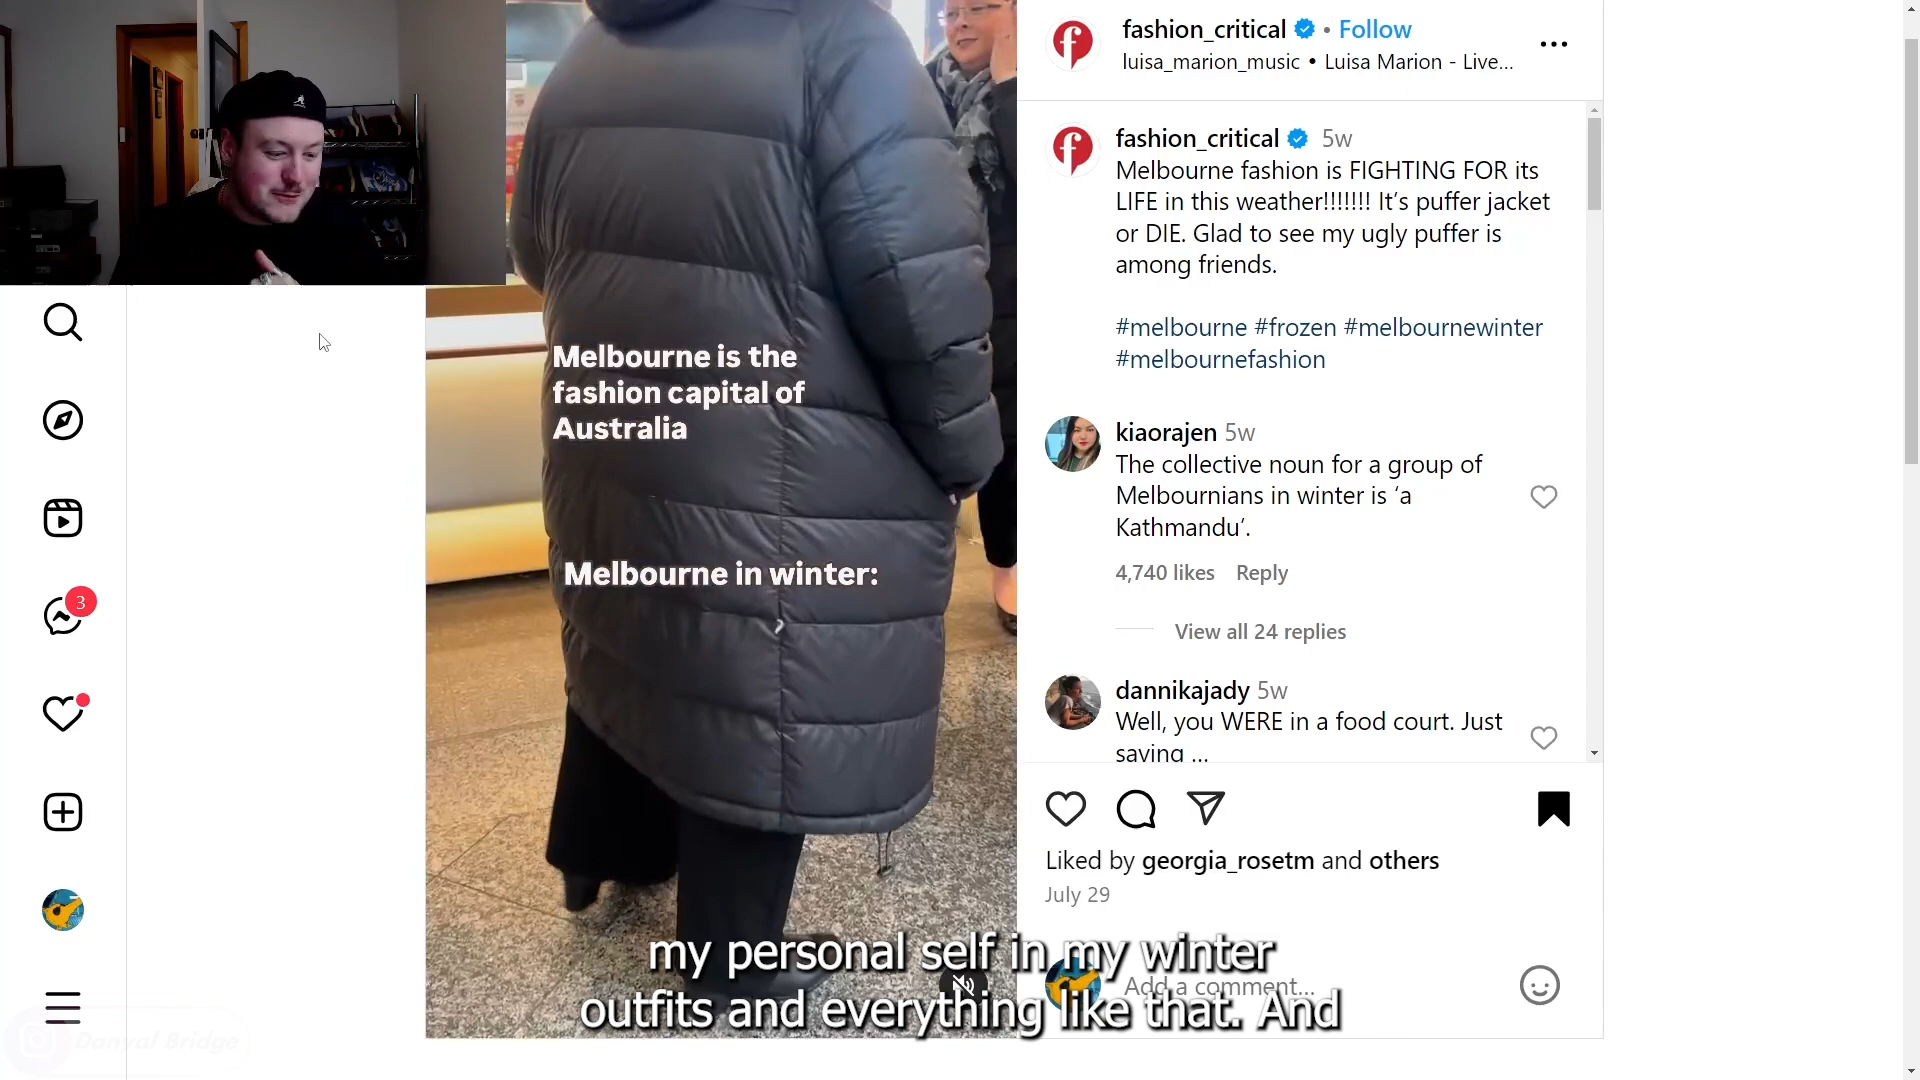 fashion_critical • Follow
luisa_marion_music • Luisa Marion - Live...
fashion_critical 5w
Melbourne fashion is FIGHTING FOR its
LIFE in this weather!!!!!!! It’s puffer jacket
or DIE. Glad to see my ugly puffer is
among friends.
#melbourne #frozen #melbournewinter
#melbournefashion
kiaorajen 5w
The collective noun for a group of
Melbournians in winter is ‘a
Kathmandu’.
4,740 likes Reply
View all 24 replies
dannikajady 5w
Well, you WERE in a food court. Just
saying ...
Liked by georgia_rosetm and others
July 29
Add a comment...
Melbourne is the
fashion capital of
Australia
Melbourne in winter:
3
my personal self in my winter
outfits and everything like that. And
Danyal Bridge